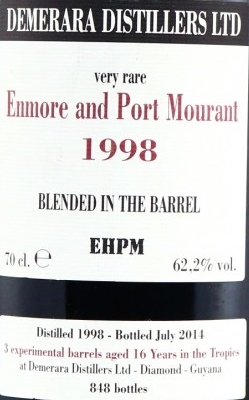 DEMERARA DISTILLERS LTD
very rare
Enmore and Port Mourant
1998
BLENDED IN THE BARREL
EHPM
70 cl. e 62,2% vol.
Distilled 1998 - Bottled July 2014
3 experimental barrels aged 16 Years in the Tropics
at Demerara Distillers Ltd - Diamond - Guyana
848 bottles